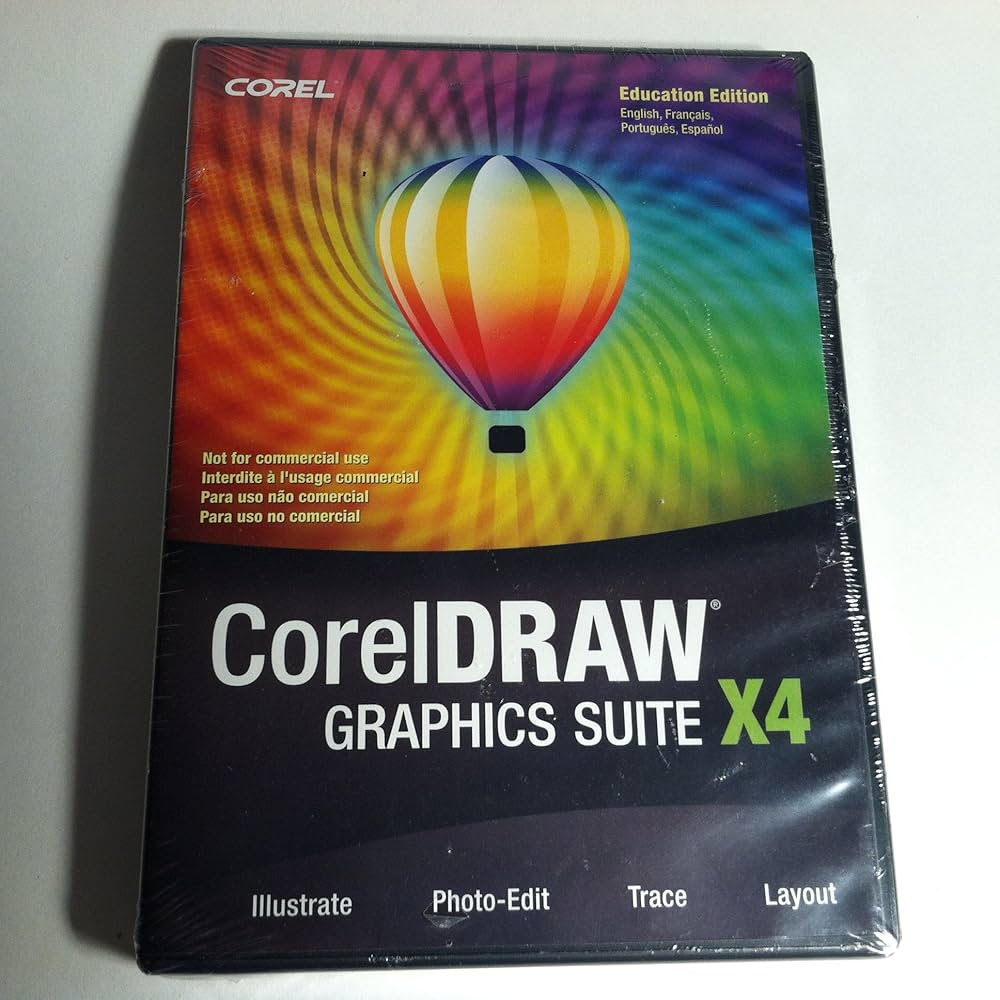 COREL
Education Edition
English, Français,
Português, Español
Not for commercial use
Interdite à l'usage commercial
Para uso não comercial
Para uso no comercial
CorelDRAW®
GRAPHICS SUITE X4
Illustrate Photo-Edit Trace Layout